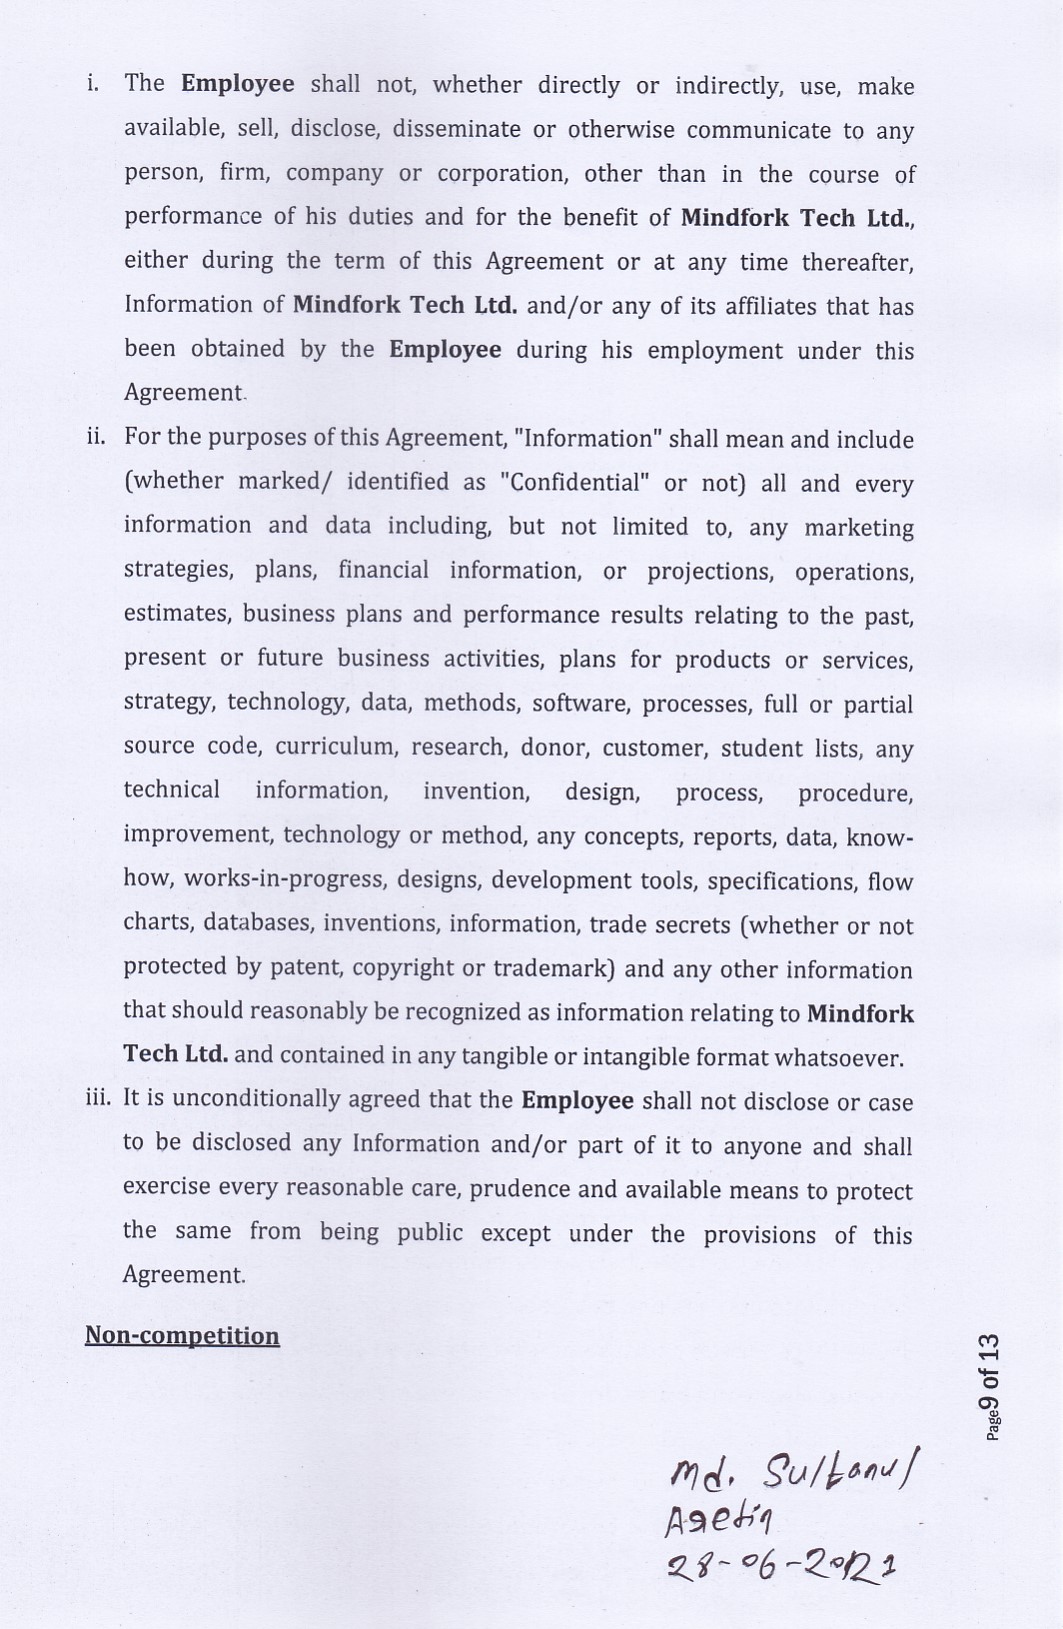 i. The Employee shall not, whether directly or indirectly, use, make
available, sell, disclose, disseminate or otherwise communicate to any
person, firm, company or corporation, other than in the course of
performance of his duties and for the benefit of Mindfork Tech Ltd.,
either during the term of this Agreement or at any time thereafter,
Information of Mindfork Tech Ltd. and/or any of its affiliates that has
been obtained by the Employee during his employment under this
Agreement.
ii. For the purposes of this Agreement, "Information" shall mean and include
(whether marked/ identified as "Confidential" or not) all and every
information and data including, but not limited to, any marketing
strategies, plans, financial information, or projections, operations,
estimates, business plans and performance results relating to the past,
present or future business activities, plans for products or services,
strategy, technology, data, methods, software, processes, full or partial
source code, curriculum, research, donor, customer, student lists, any
technical information, invention, design, process, procedure,
improvement, technology or method, any concepts, reports, data, know-
how, works-in-progress, designs, development tools, specifications, flow
charts, databases, inventions, information, trade secrets (whether or not
protected by patent, copyright or trademark) and any other information
that should reasonably be recognized as information relating to Mindfork
Tech Ltd. and contained in any tangible or intangible format whatsoever.
iii. It is unconditionally agreed that the Employee shall not disclose or case
to be disclosed any Information and/or part of it to anyone and shall
exercise every reasonable care, prudence and available means to protect
the same from being public except under the provisions of this
Agreement.
Non-competition
Page 9 of 13
Md. Sultanul
28-06-2021